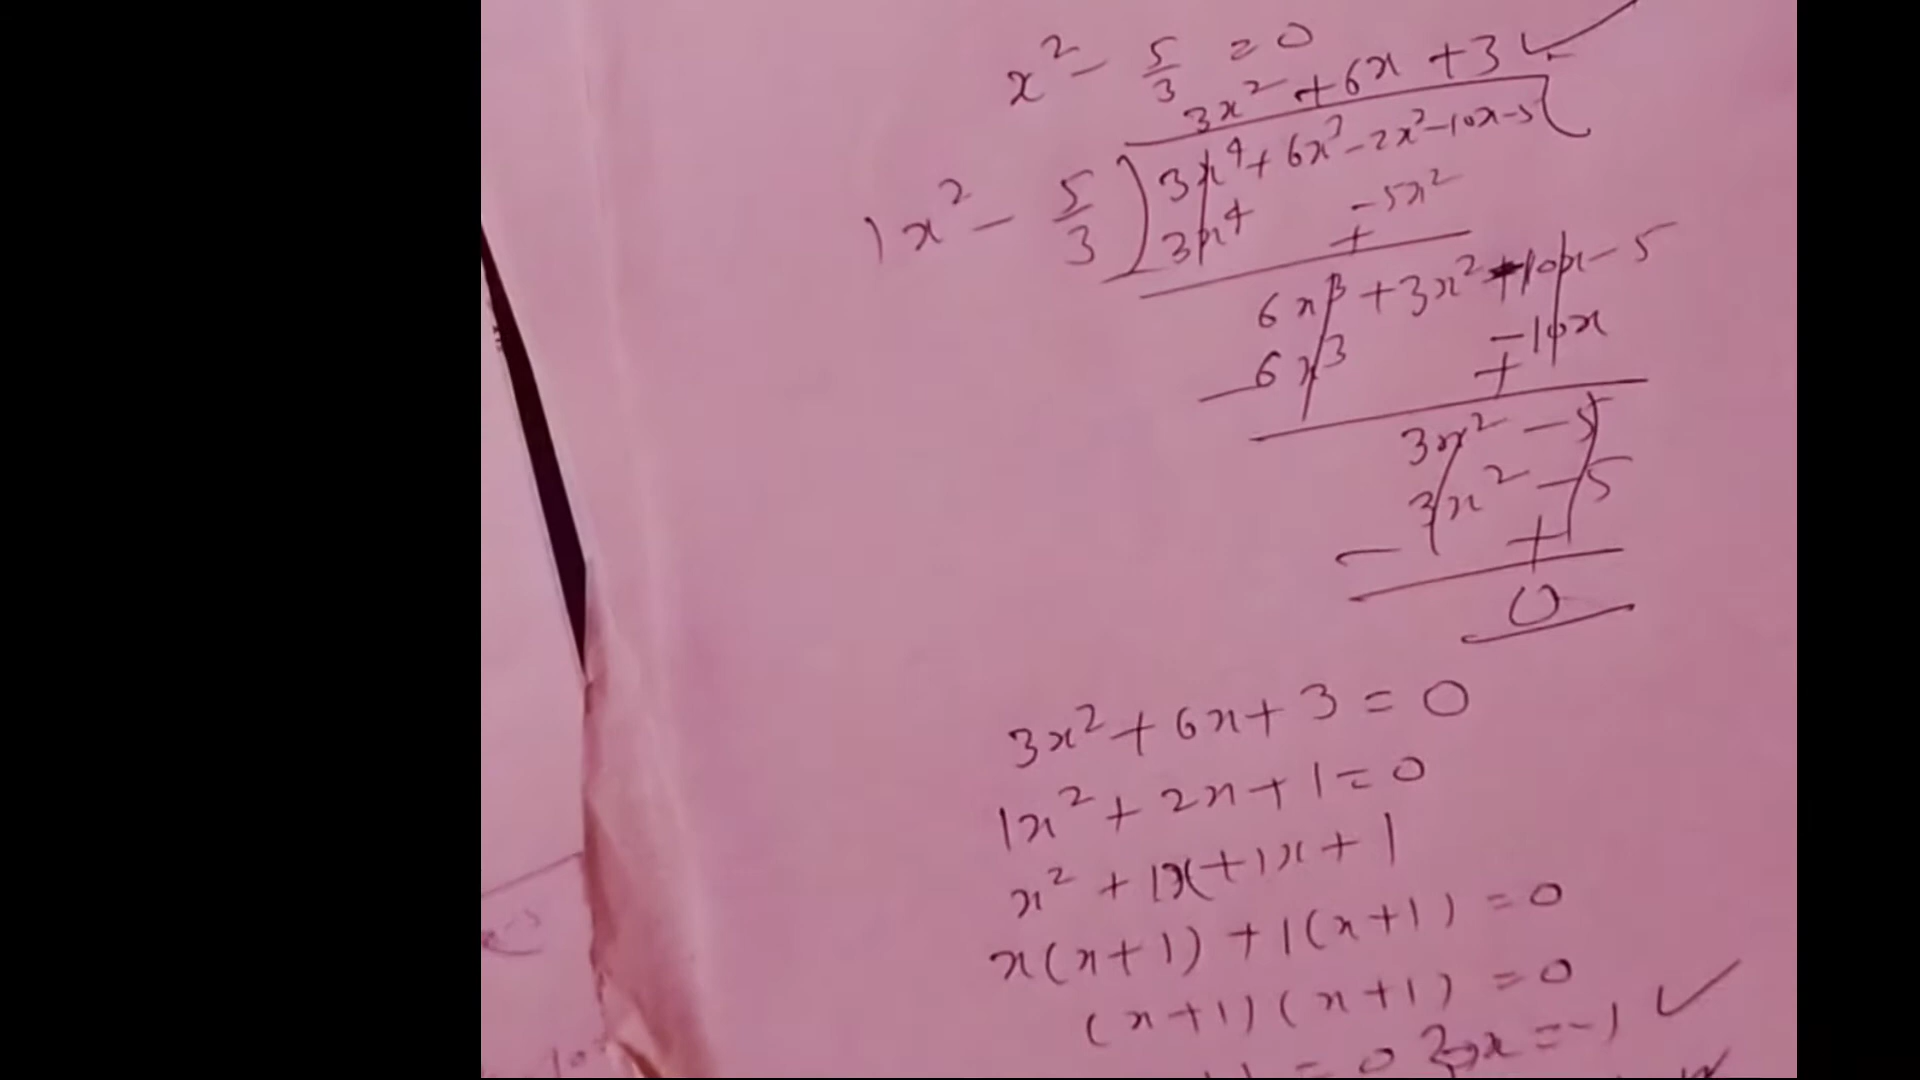 x² - 5/3 = 0
3x² + 6x + 3 ✓
1x² - 5/3 ) 3x⁴ + 6x³ - 2x² - 10x - 5
3x⁴ - 5x²
+
6x³ + 3x² - 10x - 5
6x³ - 10x
- +
3x² - 5
3x² - 5
- +
0
3x² + 6x + 3 = 0
1x² + 2x + 1 = 0
x² + 1x + 1x + 1
x(x+1) + 1(x+1) = 0
(x+1)(x+1) = 0
= 0 x = -1 ✓